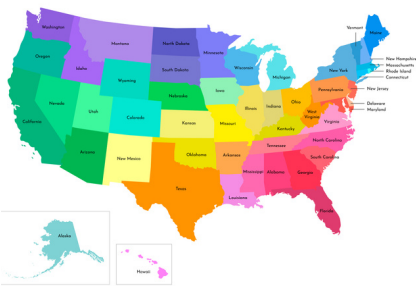 Washington
Montana
North Dakota
Minnesota
Vermont
Maine
Oregon
Idaho
Wyoming
South Dakota
Wisconsin
Michigan
New York
New Hampshire
Massachusetts
Rhode Island
Connecticut
Nevada
Utah
Colorado
Nebraska
Iowa
Illinois
Indiana
Ohio
Pennsylvania
New Jersey
Delaware
Maryland
California
Kansas
Missouri
Kentucky
West
Virginia
Virginia
Arizona
New Mexico
Oklahoma
Arkansas
Tennessee
North Carolina
South Carolina
Texas
Louisiana
Mississippi
Alabama
Georgia
Florida
Alaska
Hawaii